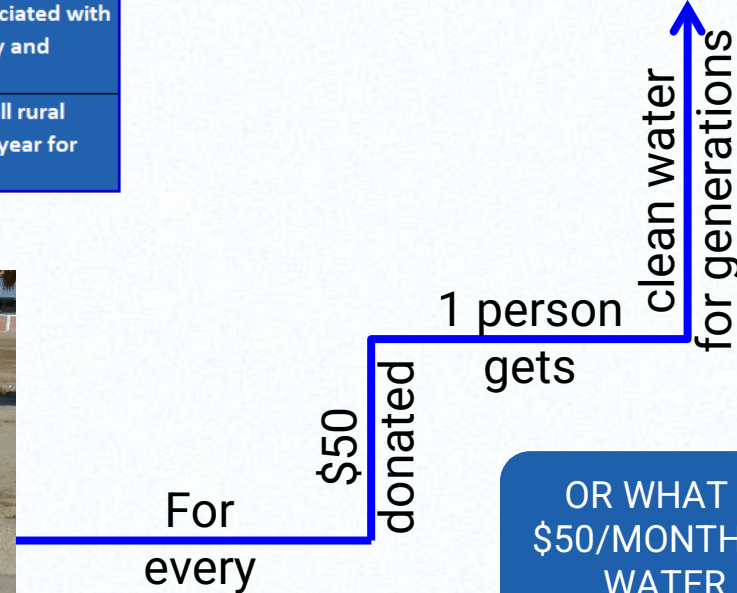 ciated with
y and
ll rural
year for
For
every
$50
donated
1 person
gets
clean water
for generations
OR WHAT
$50/MONTH
WATER